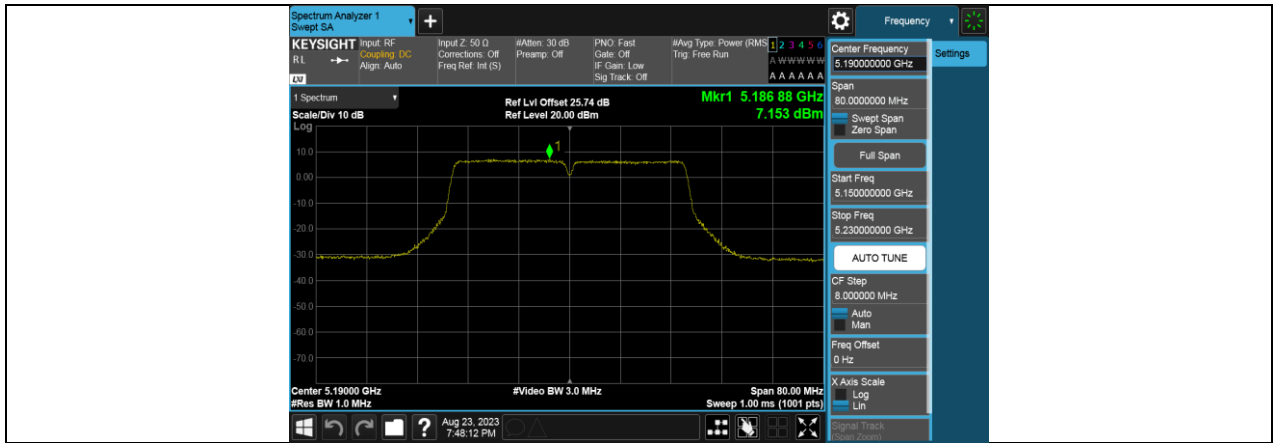 Spectrum Analyzer 1
Swept SA
+
Frequency
KEYSIGHT Input: RF Input Z: 50 Ω #Atten: 30 dB PNO: Fast #Avg Type: Power (RMS 1 2 3 4 5 6
RL Coupling: DC Corrections: Off Preamp: Off Gate: Off Trig: Free Run A W W W W W
Align: Auto Freq Ref: Int (S) IF Gain: Low
LXI Sig Track: Off A A A A A A
1 Spectrum Ref Lvl Offset 25.74 dB Mkr1 5.186 88 GHz
Scale/Div 10 dB Ref Level 20.00 dBm 7.153 dBm
Log
1
10.0
0.00
-10.0
-20.0
-30.0
-40.0
-50.0
-60.0
-70.0
Center 5.19000 GHz #Video BW 3.0 MHz Span 80.00 MHz
#Res BW 1.0 MHz Sweep 1.00 ms (1001 pts)
Center Frequency
5.190000000 GHz
Settings
Span
80.0000000 MHz
Swept Span
Zero Span
Full Span
Start Freq
5.150000000 GHz
Stop Freq
5.230000000 GHz
AUTO TUNE
CF Step
8.000000 MHz
Auto
Man
Freq Offset
0 Hz
X Axis Scale
Log
Lin
Signal Track
(Span Zoom)
? Aug 23, 2023
7:48:12 PM